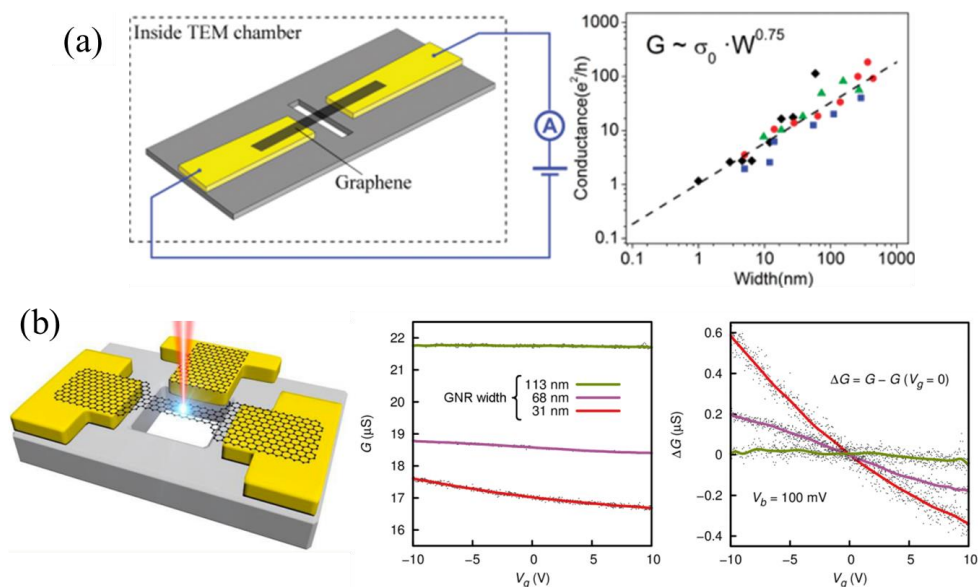 (a)
Inside TEM chamber
Graphene
A
G ~ σ₀ · W^0.75
Conductance(e²/h)
1000
100
10
1
0.1
0.1 1 10 100 1000
Width(nm)
(b)
G (μS)
22
21
20
19
18
17
16
15
GNR width
113 nm
68 nm
31 nm
−10 −5 0 5 10
Vg (V)
ΔG (μS)
0.6
0.4
0.2
0
−0.2
−0.4
ΔG = G − G (Vg = 0)
Vb = 100 mV
−10 −5 0 5 10
Vg (V)